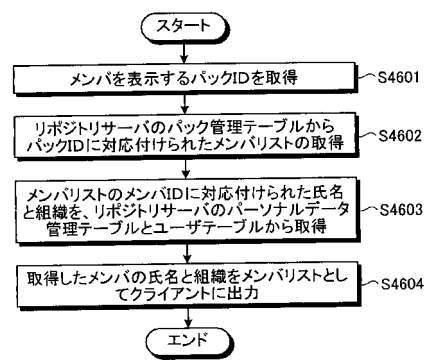 スタート
メンバを表示するパックIDを取得
S4601
リポジトリサーバのパック管理テーブルから
パックIDに対応付けられたメンバリストの取得
S4602
メンバリストのメンバIDに対応付けられた氏名
と組織を、リポジトリサーバのパーソナルデータ
管理テーブルとユーザテーブルから取得
S4603
取得したメンバの氏名と組織をメンバリストとし
てクライアントに出力
S4604
エンド